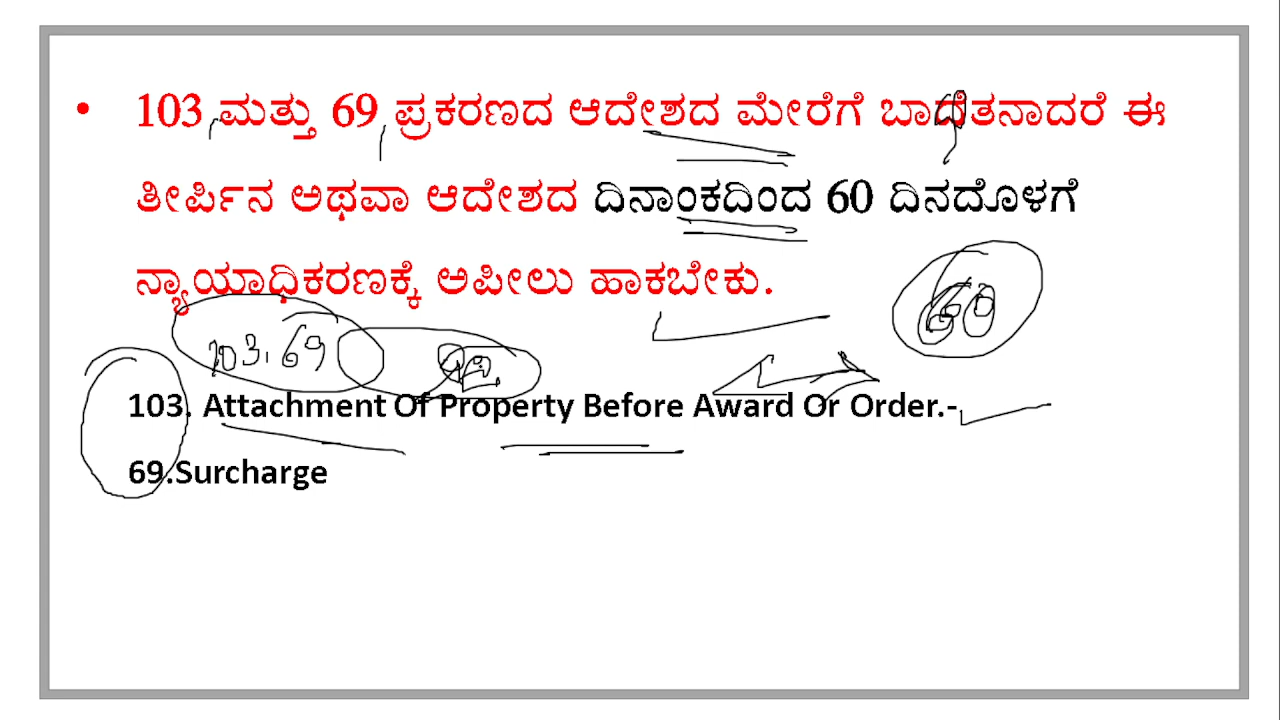 • 103 ಮತ್ತು 69 ಪ್ರಕರಣದ ಆದೇಶದ ಮೇರೆಗೆ ಬಾಧಿತನಾದರೆ ಈ
ತೀರ್ಪಿನ ಅಥವಾ ಆದೇಶದ ದಿನಾಂಕದಿಂದ 60 ದಿನದೊಳಗೆ
ನ್ಯಾಯಾಧಿಕರಣಕ್ಕೆ ಅಪೀಲು ಹಾಕಬೇಕು.
60
103. 69
103. Attachment Of Property Before Award Or Order.-
69.Surcharge